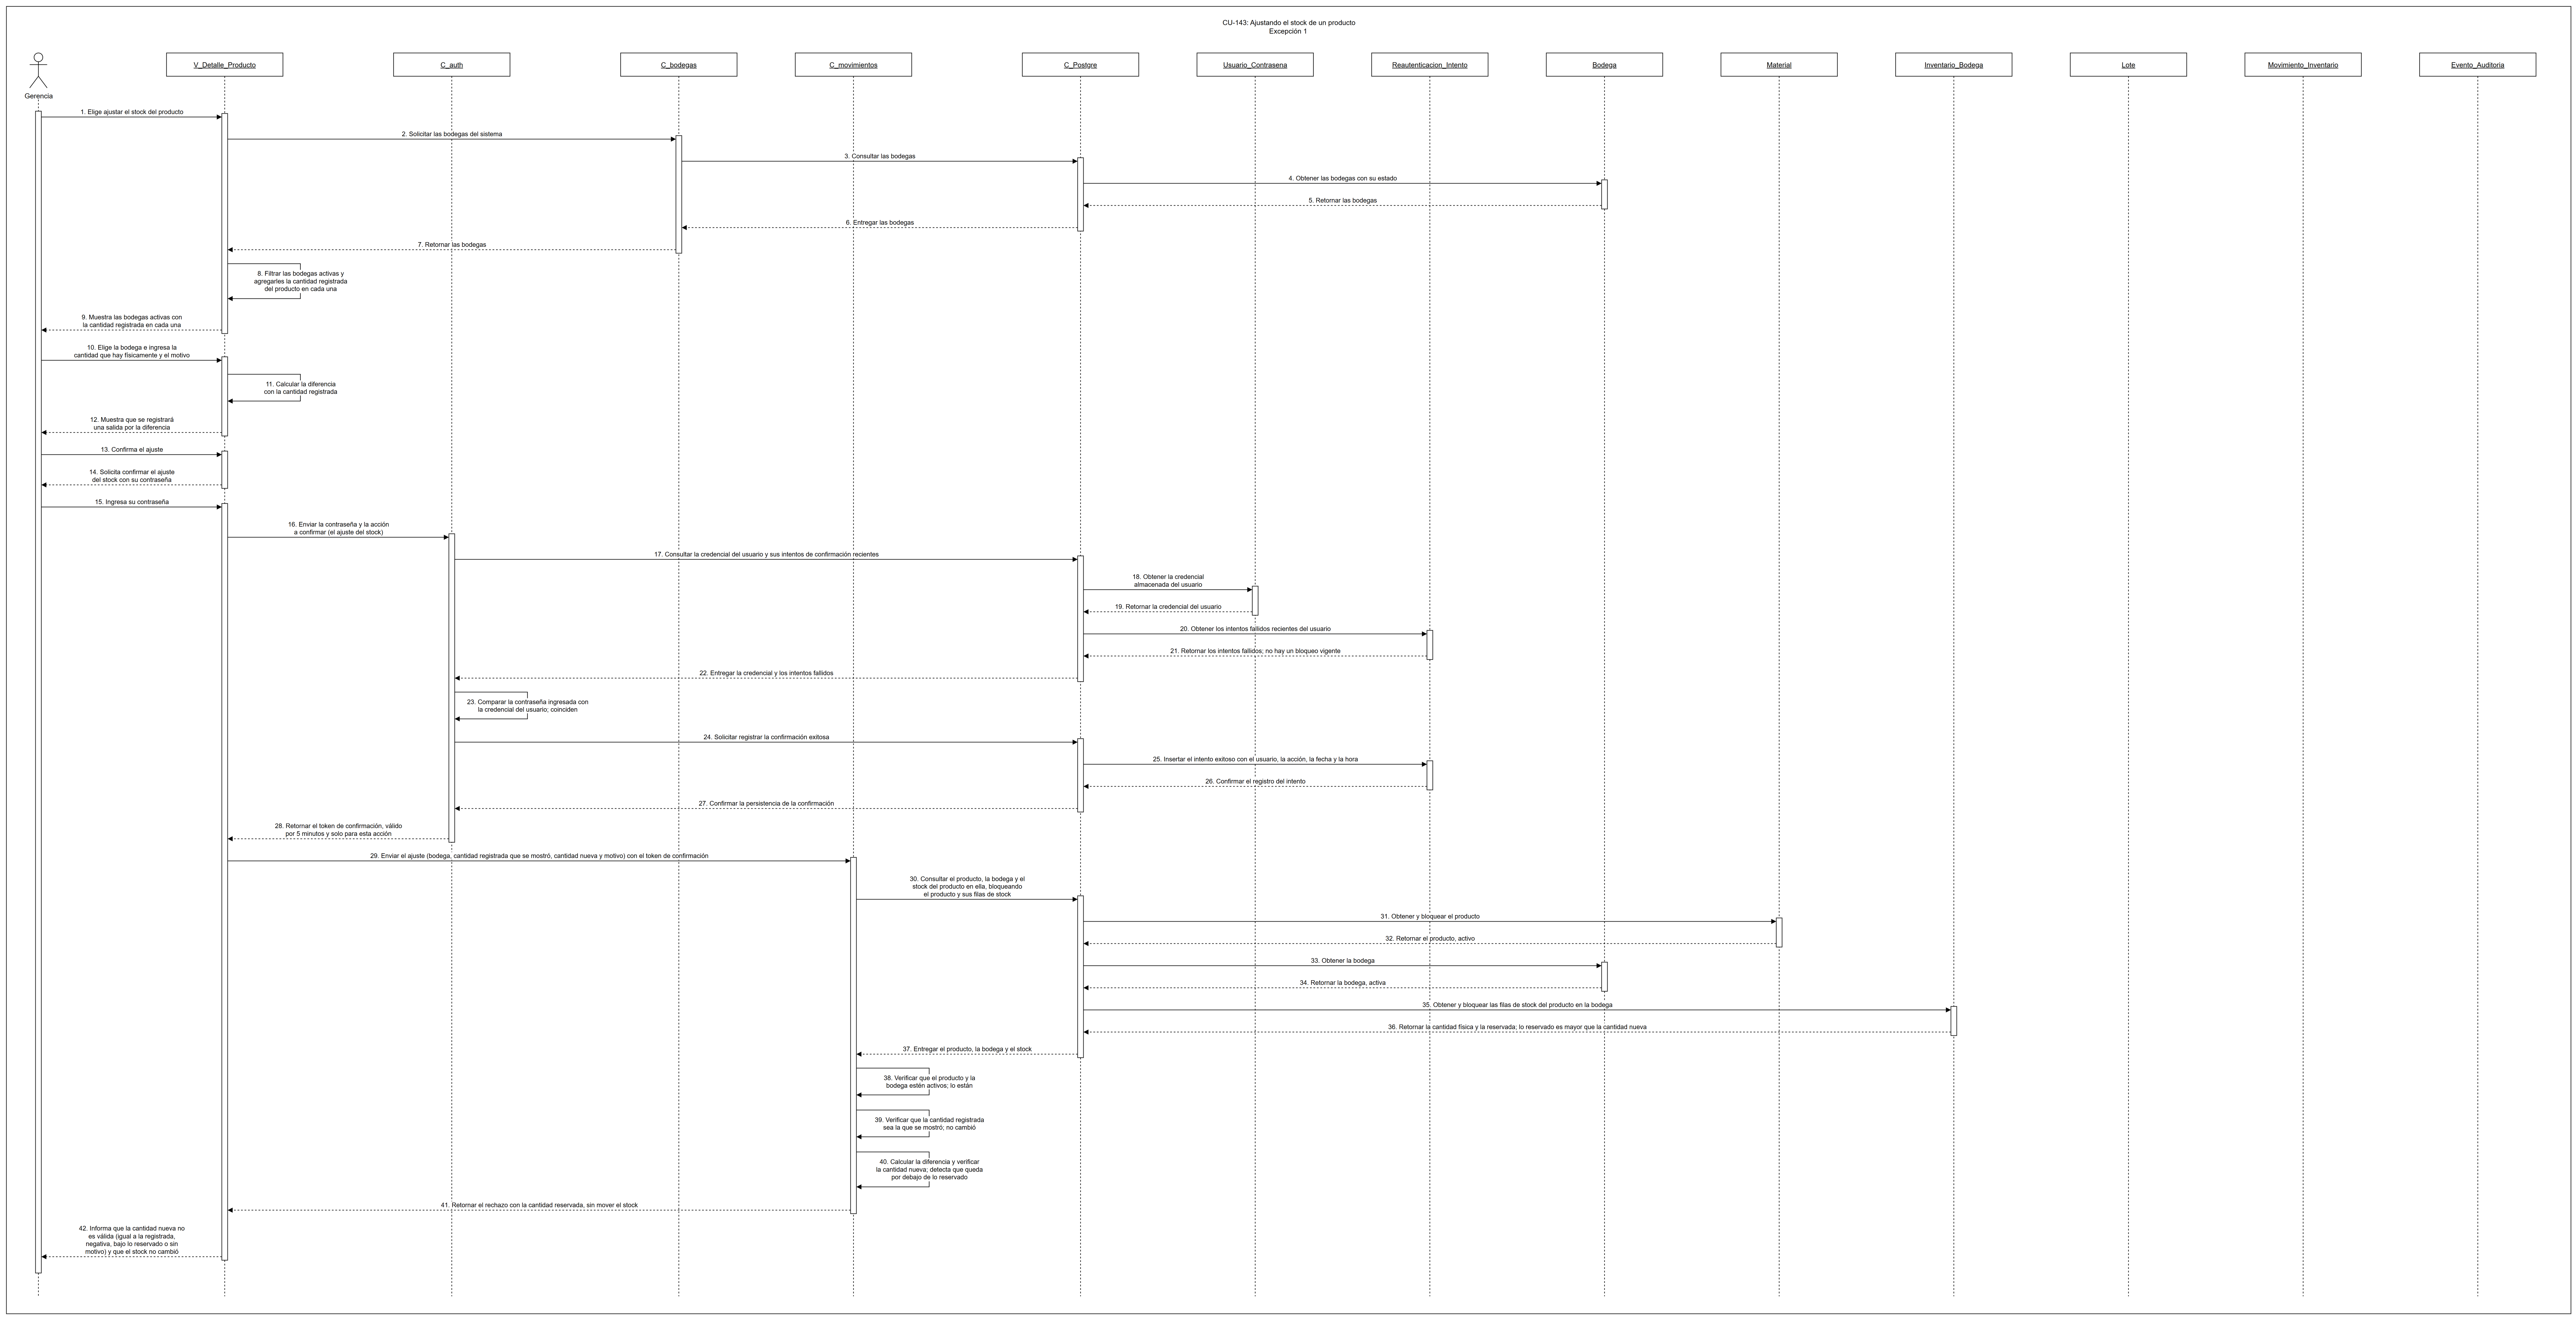 CU-143: Ajustando el stock de un producto
Excepción 1
Gerencia
V_Detalle_Producto
C_auth
C_bodegas
C_movimientos
C_Postgre
Usuario_Contrasena
Reautenticacion_Intento
Bodega
Material
Inventario_Bodega
Lote
Movimiento_Inventario
Evento_Auditoria
1. Elige ajustar el stock del producto
2. Solicitar las bodegas del sistema
3. Consultar las bodegas
4. Obtener las bodegas con su estado
5. Retornar las bodegas
6. Entregar las bodegas
7. Retornar las bodegas
8. Filtrar las bodegas activas y
agregarles la cantidad registrada
del producto en cada una
9. Muestra las bodegas activas con
la cantidad registrada en cada una
10. Elige la bodega e ingresa la
cantidad que hay físicamente y el motivo
11. Calcular la diferencia
con la cantidad registrada
12. Muestra que se registrará
una salida por la diferencia
13. Confirma el ajuste
14. Solicita confirmar el ajuste
del stock con su contraseña
15. Ingresa su contraseña
16. Enviar la contraseña y la acción
a confirmar (el ajuste del stock)
17. Consultar la credencial del usuario y sus intentos de confirmación recientes
18. Obtener la credencial
almacenada del usuario
19. Retornar la credencial del usuario
20. Obtener los intentos fallidos recientes del usuario
21. Retornar los intentos fallidos; no hay un bloqueo vigente
22. Entregar la credencial y los intentos fallidos
23. Comparar la contraseña ingresada con
la credencial del usuario; coinciden
24. Solicitar registrar la confirmación exitosa
25. Insertar el intento exitoso con el usuario, la acción, la fecha y la hora
26. Confirmar el registro del intento
27. Confirmar la persistencia de la confirmación
28. Retornar el token de confirmación, válido
por 5 minutos y solo para esta acción
29. Enviar el ajuste (bodega, cantidad registrada que se mostró, cantidad nueva y motivo) con el token de confirmación
30. Consultar el producto, la bodega y el
stock del producto en ella, bloqueando
el producto y sus filas de stock
31. Obtener y bloquear el producto
32. Retornar el producto, activo
33. Obtener la bodega
34. Retornar la bodega, activa
35. Obtener y bloquear las filas de stock del producto en la bodega
36. Retornar la cantidad física y la reservada; lo reservado es mayor que la cantidad nueva
37. Entregar el producto, la bodega y el stock
38. Verificar que el producto y la
bodega estén activos; lo están
39. Verificar que la cantidad registrada
sea la que se mostró; no cambió
40. Calcular la diferencia y verificar
la cantidad nueva; detecta que queda
por debajo de lo reservado
41. Retornar el rechazo con la cantidad reservada, sin mover el stock
42. Informa que la cantidad nueva no
es válida (igual a la registrada,
negativa, bajo lo reservado o sin
motivo) y que el stock no cambió